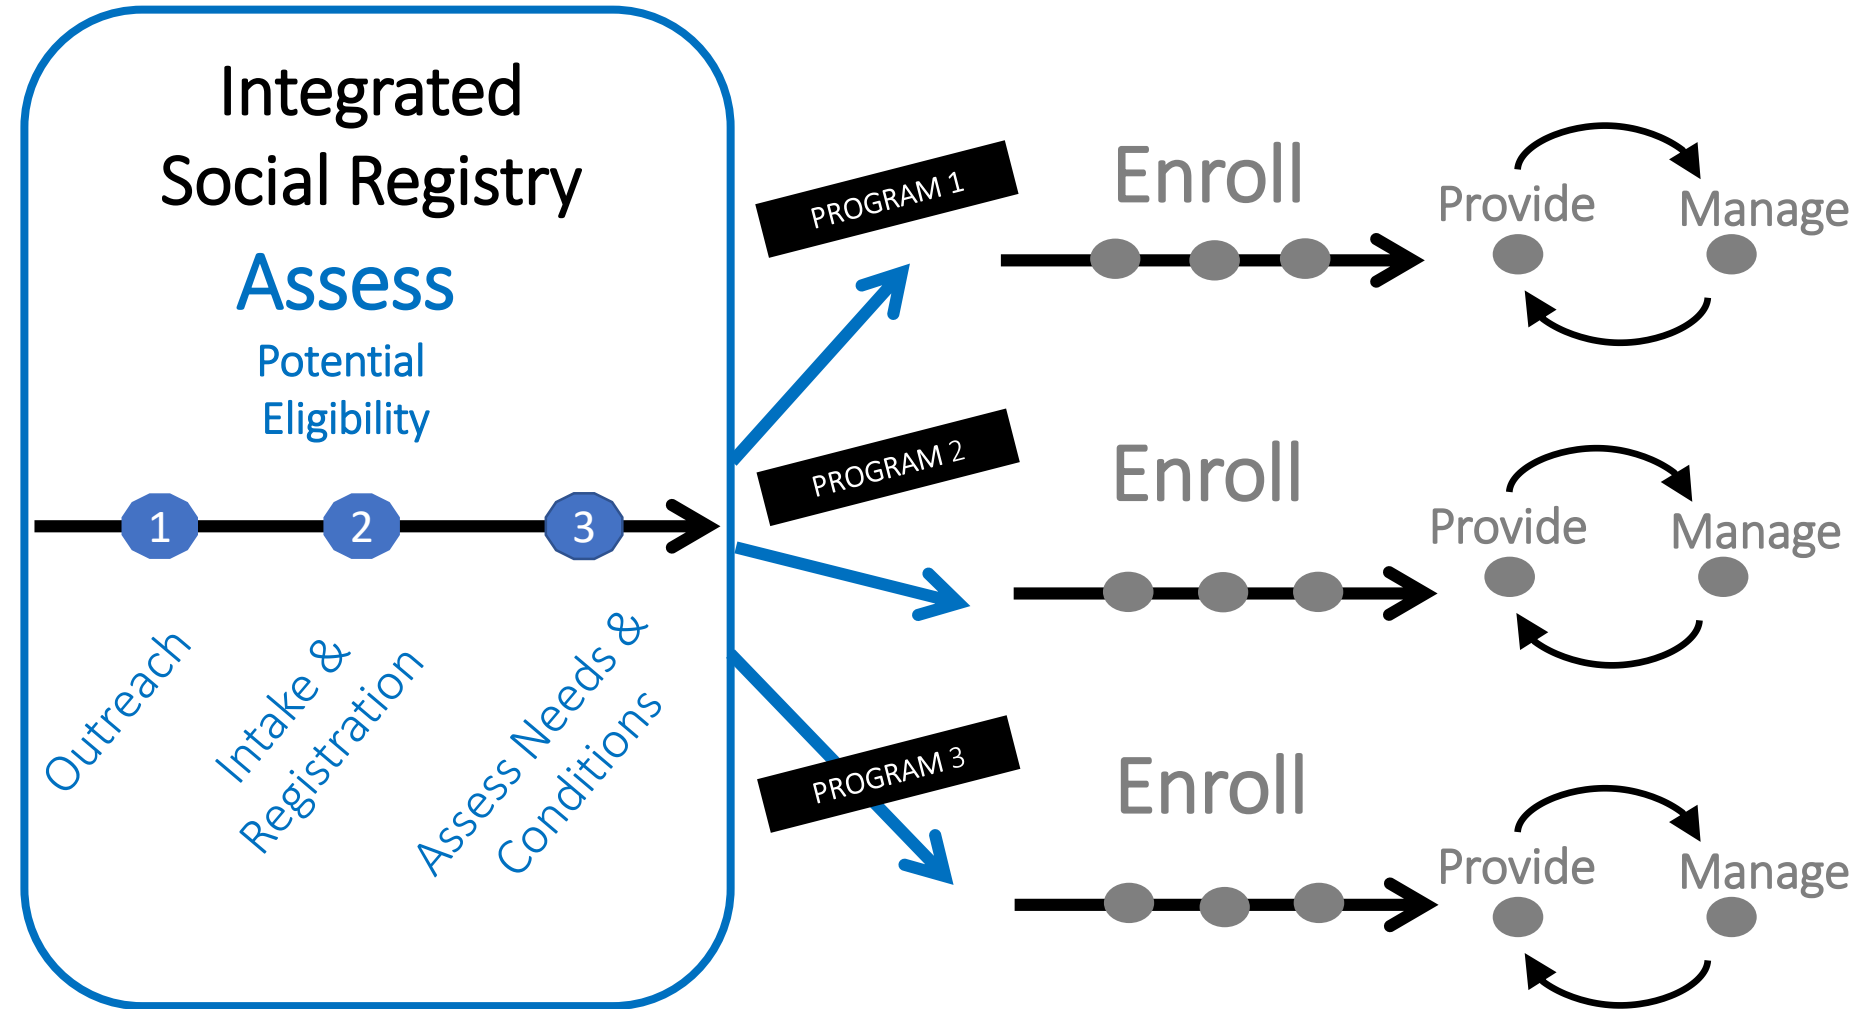 Integrated
Social Registry
Assess
Potential
Eligibility
1
2
3
Outreach
Intake &
Registration
Assess Needs &
Conditions
PROGRAM 1
Enroll
Provide
Manage
PROGRAM 2
Enroll
Provide
Manage
PROGRAM 3
Enroll
Provide
Manage